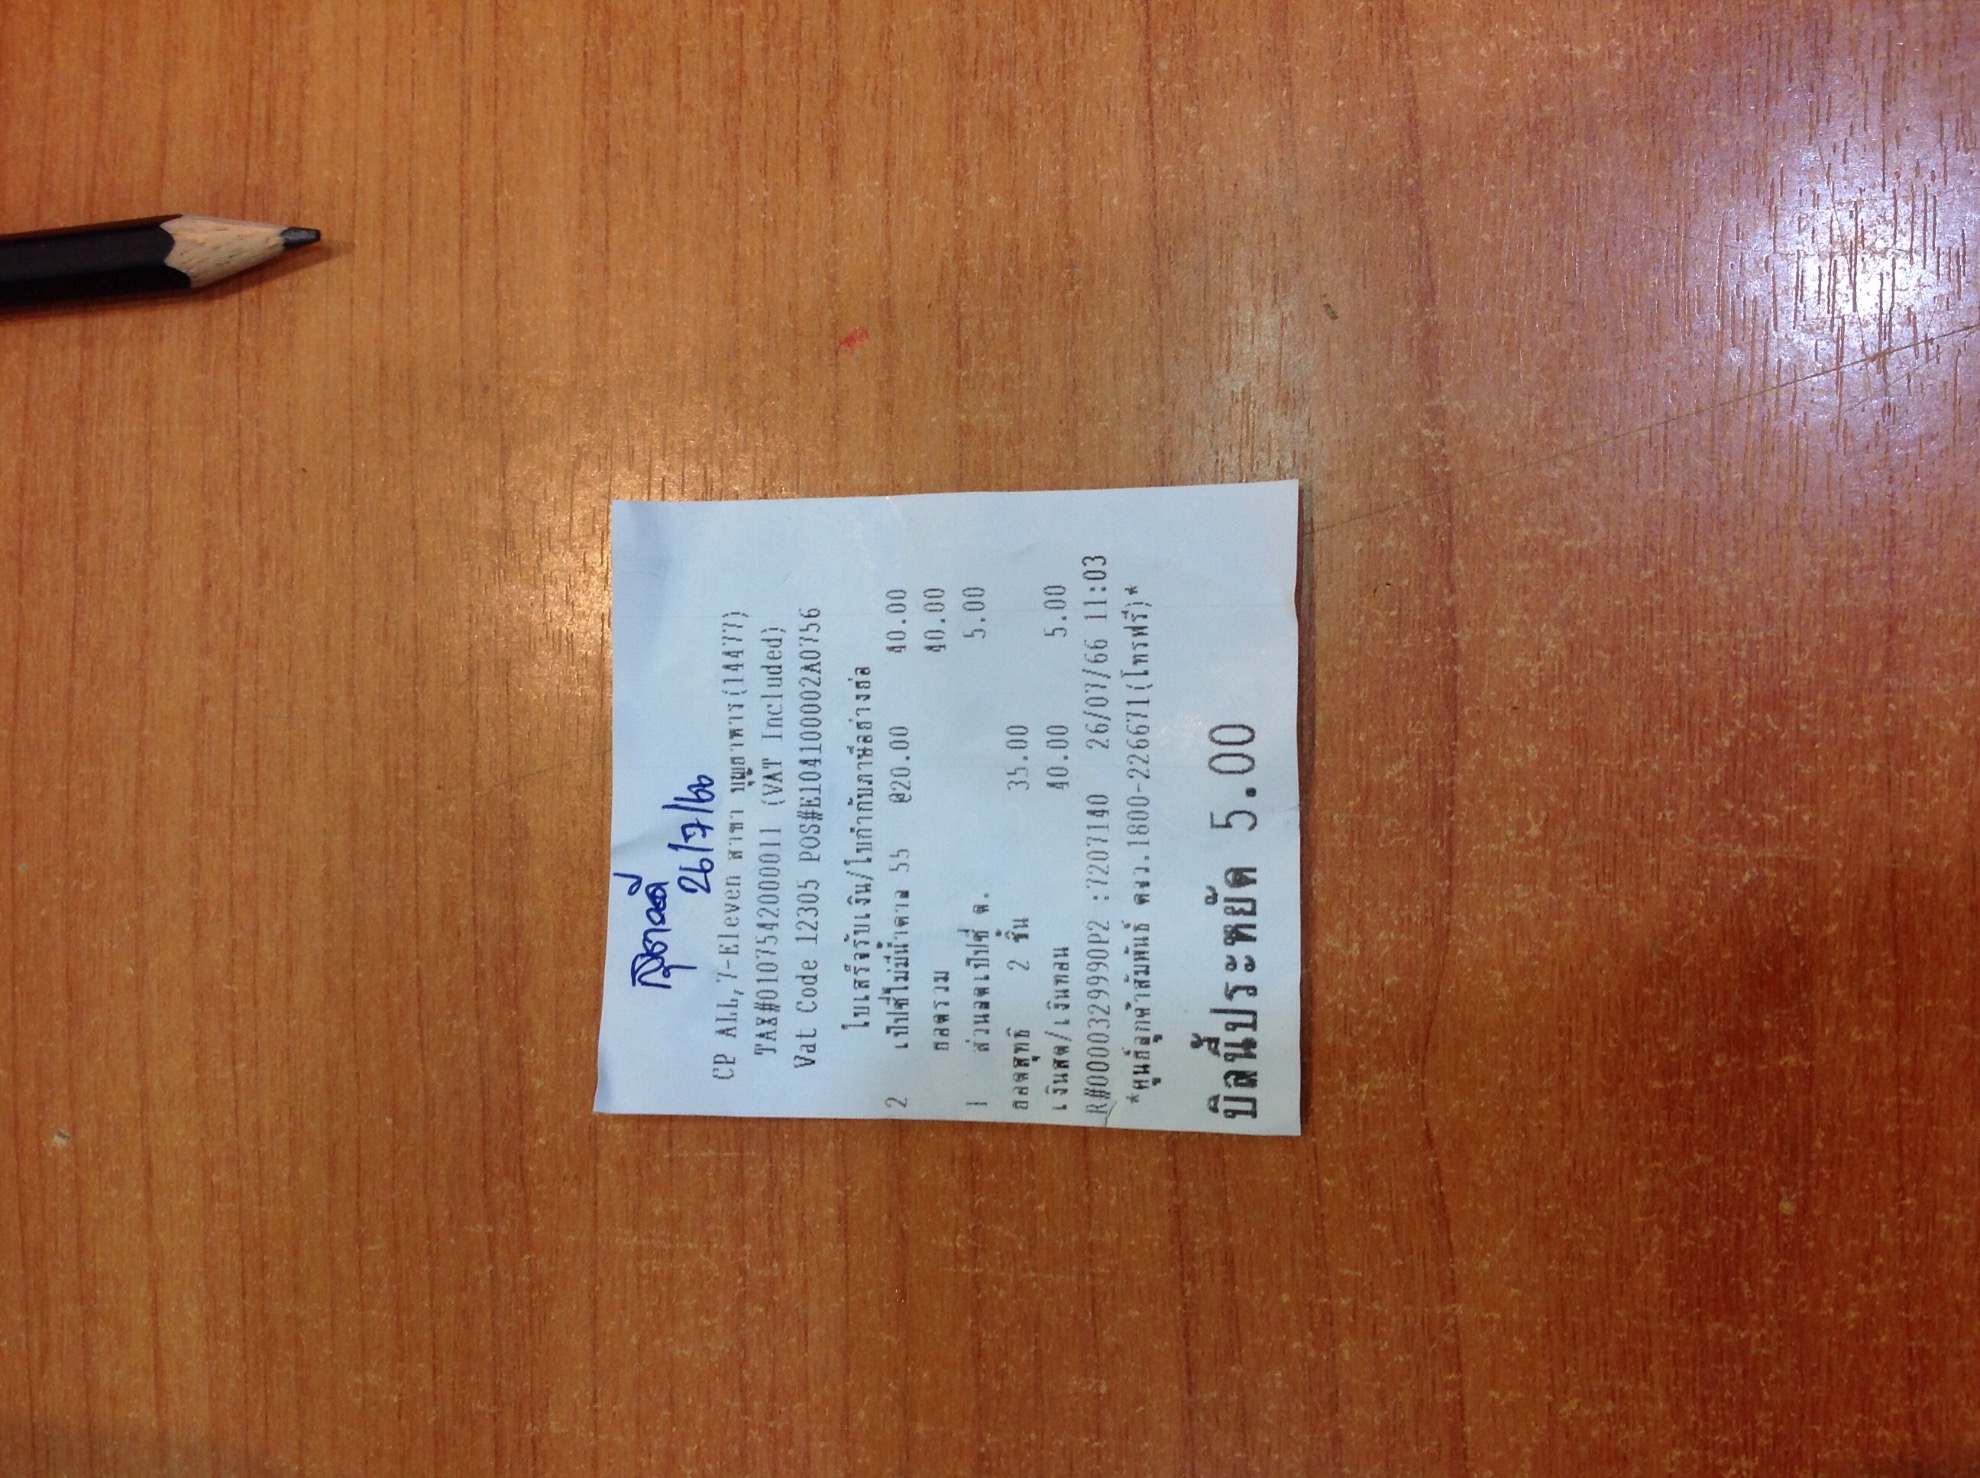 26/7/66
CP ALL,7-Eleven สาขา บุญยาหาร(14477)
TAX#0107542000011 (VAT Included)
Vat Code 12305 POS#E104100002A0756
ใบเสร็จรับเงิน/ใบกำกับภาษีอย่างย่อ
2 เป๊ปซี่ไม่มีน้ำตาล 55 @20.00 40.00
ยอดรวม 40.00
1 ส่วนลดเป๊ปซี่ ต. 5.00
ยอดสุทธิ 2 ชิ้น 35.00
เงินสด/เงินทอน 40.00 5.00
R#0000329990P2 :7207140 26/07/66 11:03
*ศูนย์ลูกค้าสัมพันธ์ ตจว.1800-226671(โทรฟรี)*
บิลนี้ประหยัด 5.00